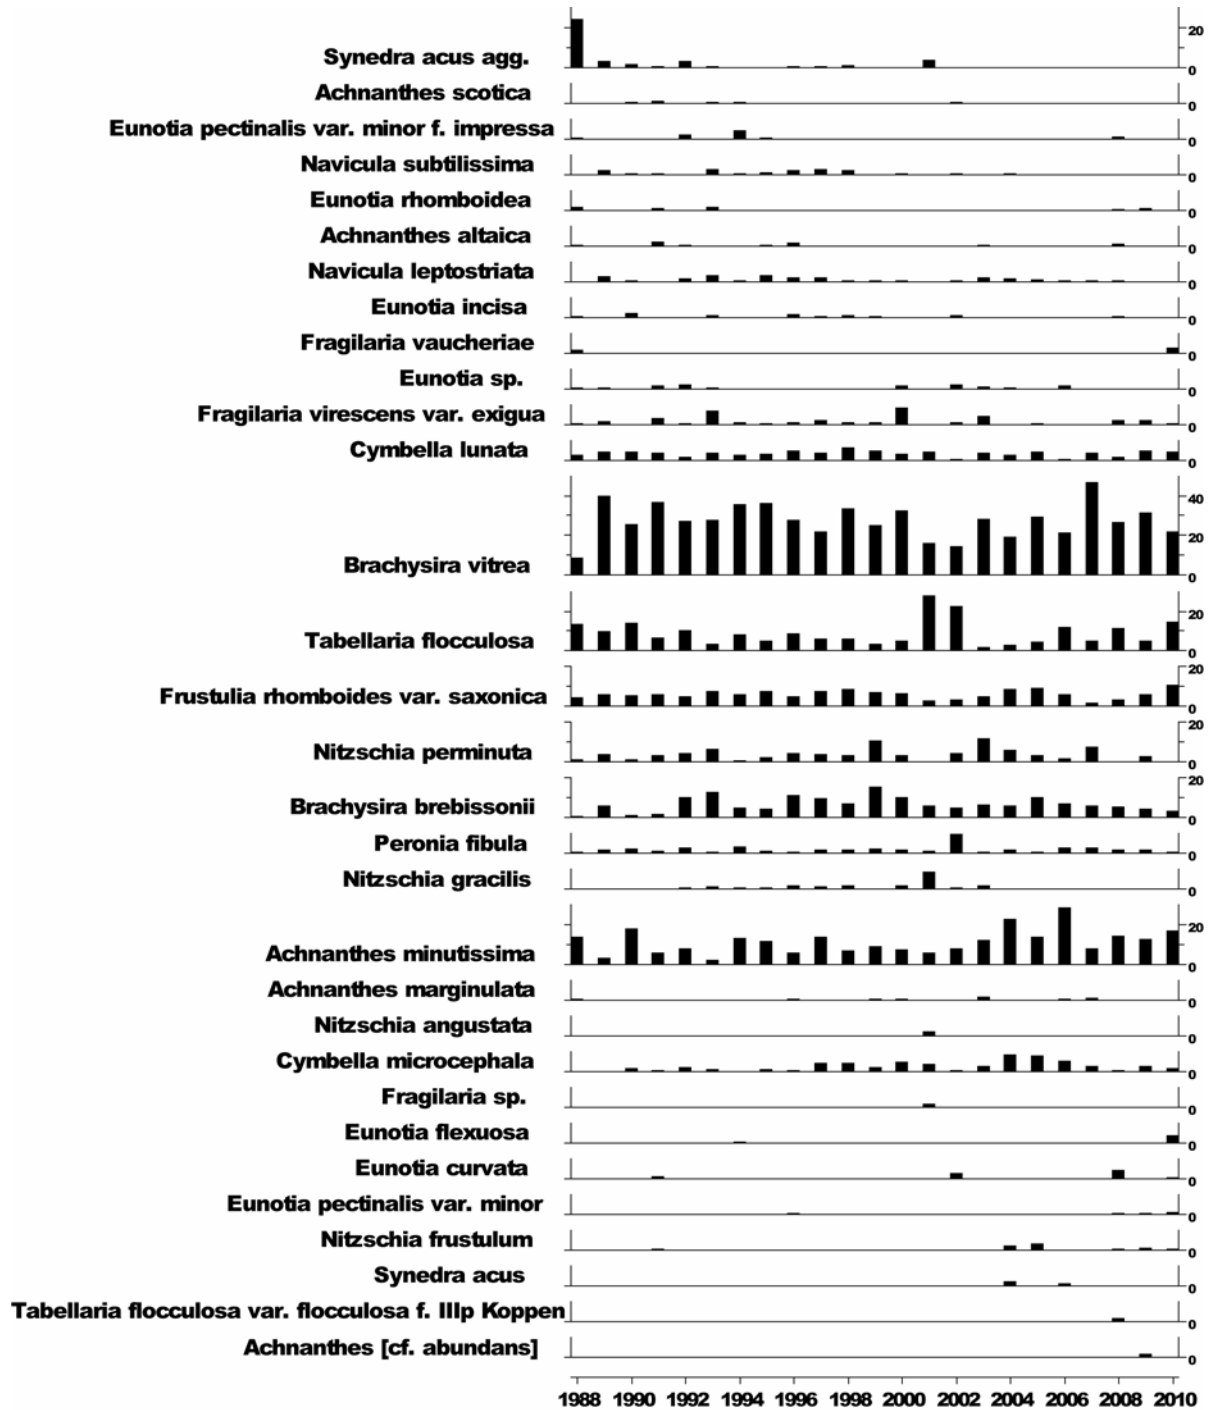 20
Synedra acus agg.
0
Achnanthes scotica
0
Eunotia pectinalis var. minor f. impressa
0
Navicula subtilissima
0
Eunotia rhomboidea
0
Achnanthes altaica
0
Navicula leptostriata
0
Eunotia incisa
0
Fragilaria vaucheriae
0
Eunotia sp.
0
Fragilaria virescens var. exigua
0
Cymbella lunata
0
40
20
Brachysira vitrea
0
20
Tabellaria flocculosa
0
20
Frustulia rhomboides var. saxonica
0
20
Nitzschia perminuta
0
20
Brachysira brebissonii
0
Peronia fibula
0
Nitzschia gracilis
0
20
Achnanthes minutissima
0
Achnanthes marginulata
0
Nitzschia angustata
0
Cymbella microcephala
0
Fragilaria sp.
0
Eunotia flexuosa
0
Eunotia curvata
0
Eunotia pectinalis var. minor
0
Nitzschia frustulum
0
Synedra acus
0
Tabellaria flocculosa var. flocculosa f. IIIp Koppen
0
Achnanthes [cf. abundans]
0
1988 1990 1992 1994 1996 1998 2000 2002 2004 2006 2008 2010